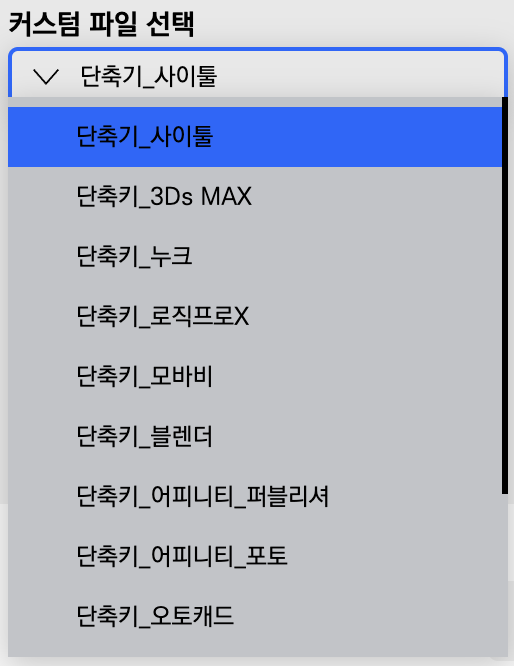 커스텀 파일 선택
단축기_사이툴
단축기_사이툴
단축키_3Ds MAX
단축키_누크
단축키_로직프로X
단축키_모바비
단축키_블렌더
단축키_어피니티_퍼블리셔
단축키_어피니티_포토
단축키_오토캐드